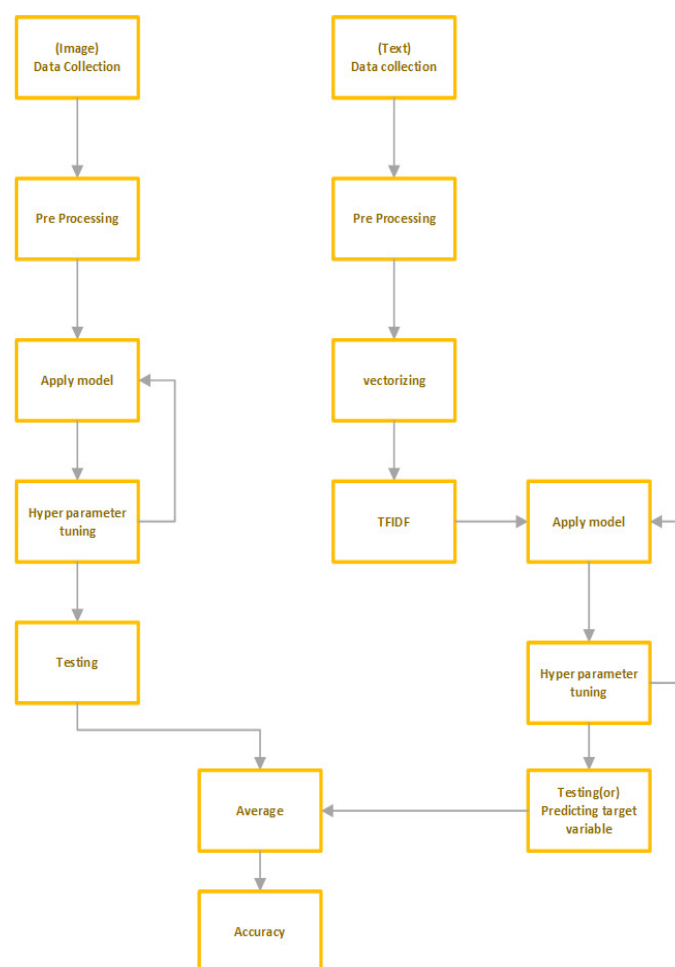 (Image)
Data Collection
(Text)
Data collection
Pre Processing
Pre Processing
Apply model
vectorizing
Hyper parameter
tuning
TFIDF
Apply model
Testing
Hyper parameter
tuning
Average
Testing(or)
Predicting target
variable
Accuracy